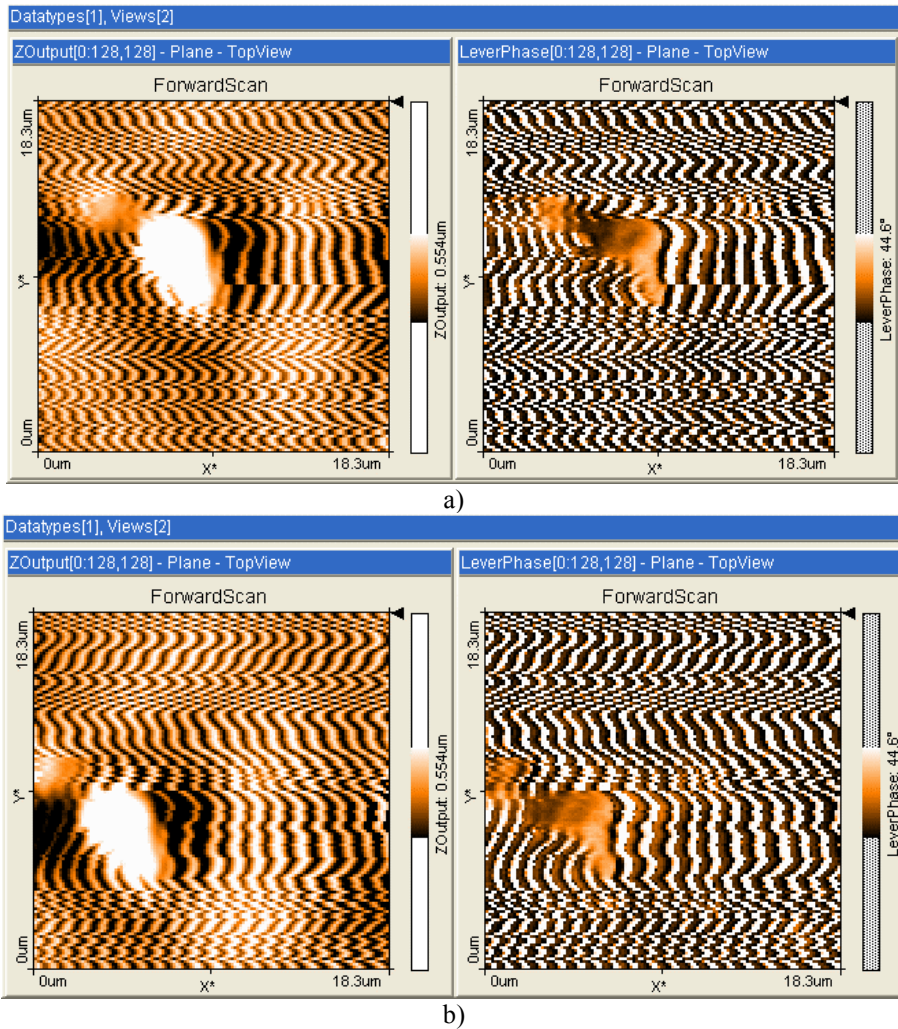 Datatypes[1], Views[2]
ZOutput[0:128,128] - Plane - TopView
ForwardScan
18.3um
Y*
0um
0um
X*
18.3um
ZOutput: 0.554um
LeverPhase[0:128,128] - Plane - TopView
ForwardScan
18.3um
Y*
0um
0um
X*
18.3um
LeverPhase: 44.6°
a)
Datatypes[1], Views[2]
ZOutput[0:128,128] - Plane - TopView
ForwardScan
18.3um
Y*
0um
0um
X*
18.3um
ZOutput: 0.554um
LeverPhase[0:128,128] - Plane - TopView
ForwardScan
18.3um
Y*
0um
0um
X*
18.3um
LeverPhase: 44.6°
b)